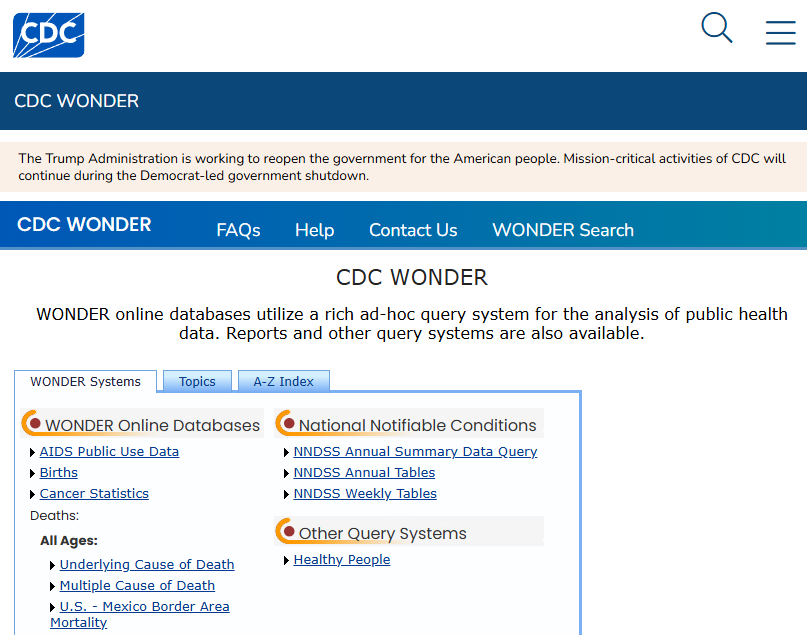 CDC
CDC WONDER
The Trump Administration is working to reopen the government for the American people. Mission-critical activities of CDC will
continue during the Democrat-led government shutdown.
CDC WONDER FAQs Help Contact Us WONDER Search
CDC WONDER
WONDER online databases utilize a rich ad-hoc query system for the analysis of public health
data. Reports and other query systems are also available.
WONDER Systems Topics A-Z Index
WONDER Online Databases
AIDS Public Use Data
Births
Cancer Statistics
Deaths:
All Ages:
Underlying Cause of Death
Multiple Cause of Death
U.S. - Mexico Border Area
Mortality
National Notifiable Conditions
NNDSS Annual Summary Data Query
NNDSS Annual Tables
NNDSS Weekly Tables
Other Query Systems
Healthy People